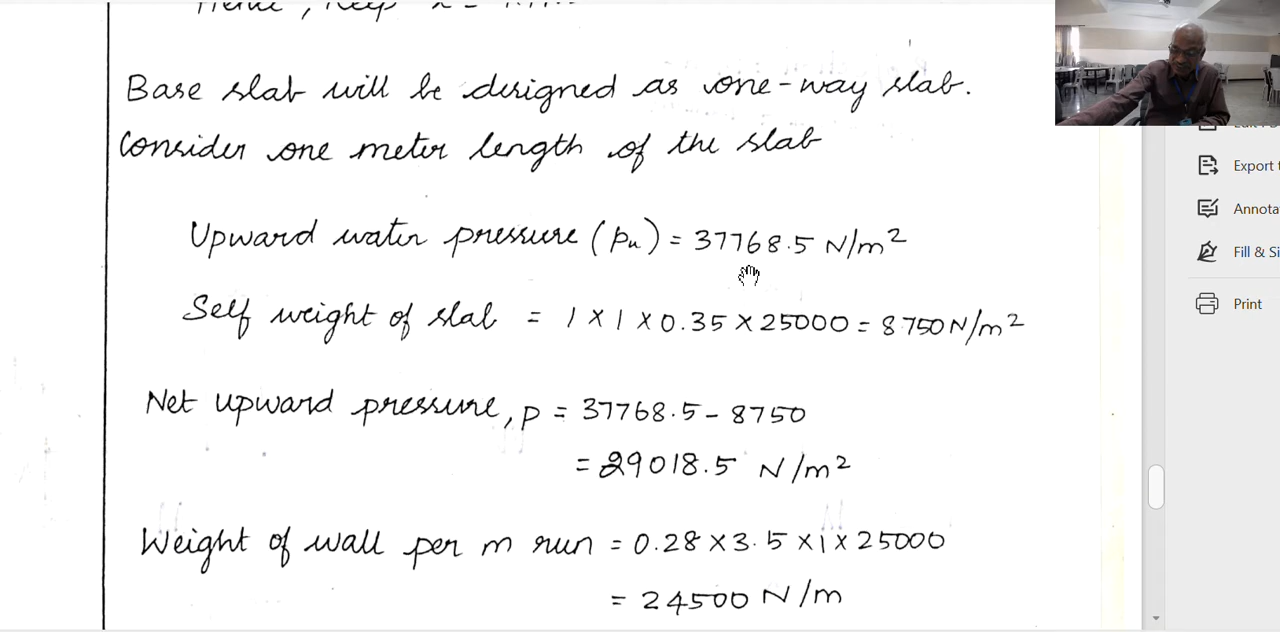 Base slab will be designed as one-way slab.
Consider one meter length of the slab
Upward water pressure (Pu) = 37768.5 N/m²
Self weight of slab = 1 × 1 × 0.35 × 25000 = 8750 N/m²
Net upward pressure, p = 37768.5 - 8750
= 29018.5 N/m²
Weight of wall per m run = 0.28 × 3.5 × 1 × 25000
= 24500 N/m
Export
Annota
Fill & Si
Print